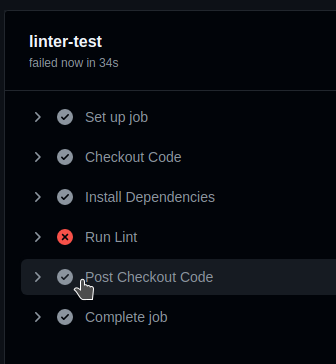 linter-test
failed now in 34s
Set up job
Checkout Code
Install Dependencies
Run Lint
Post Checkout Code
Complete job